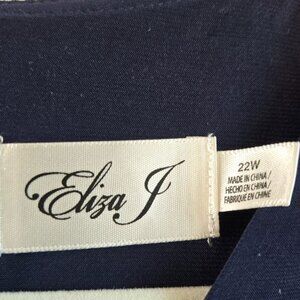 Eliza J
22W
MADE IN CHINA /
HECHO EN CHINA /
FABRIQUÉ EN CHINE